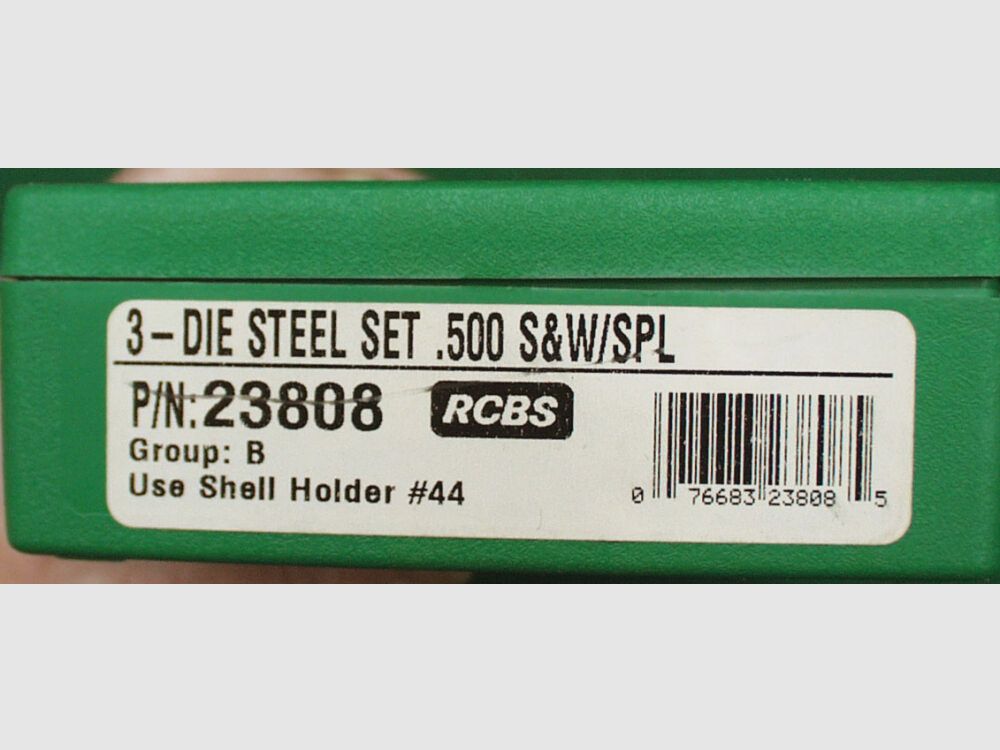 3-DIE STEEL SET .500 S&W/SPL
P/N: 23808 RCBS
Group: B
Use Shell Holder #44
0 76683 23808 5